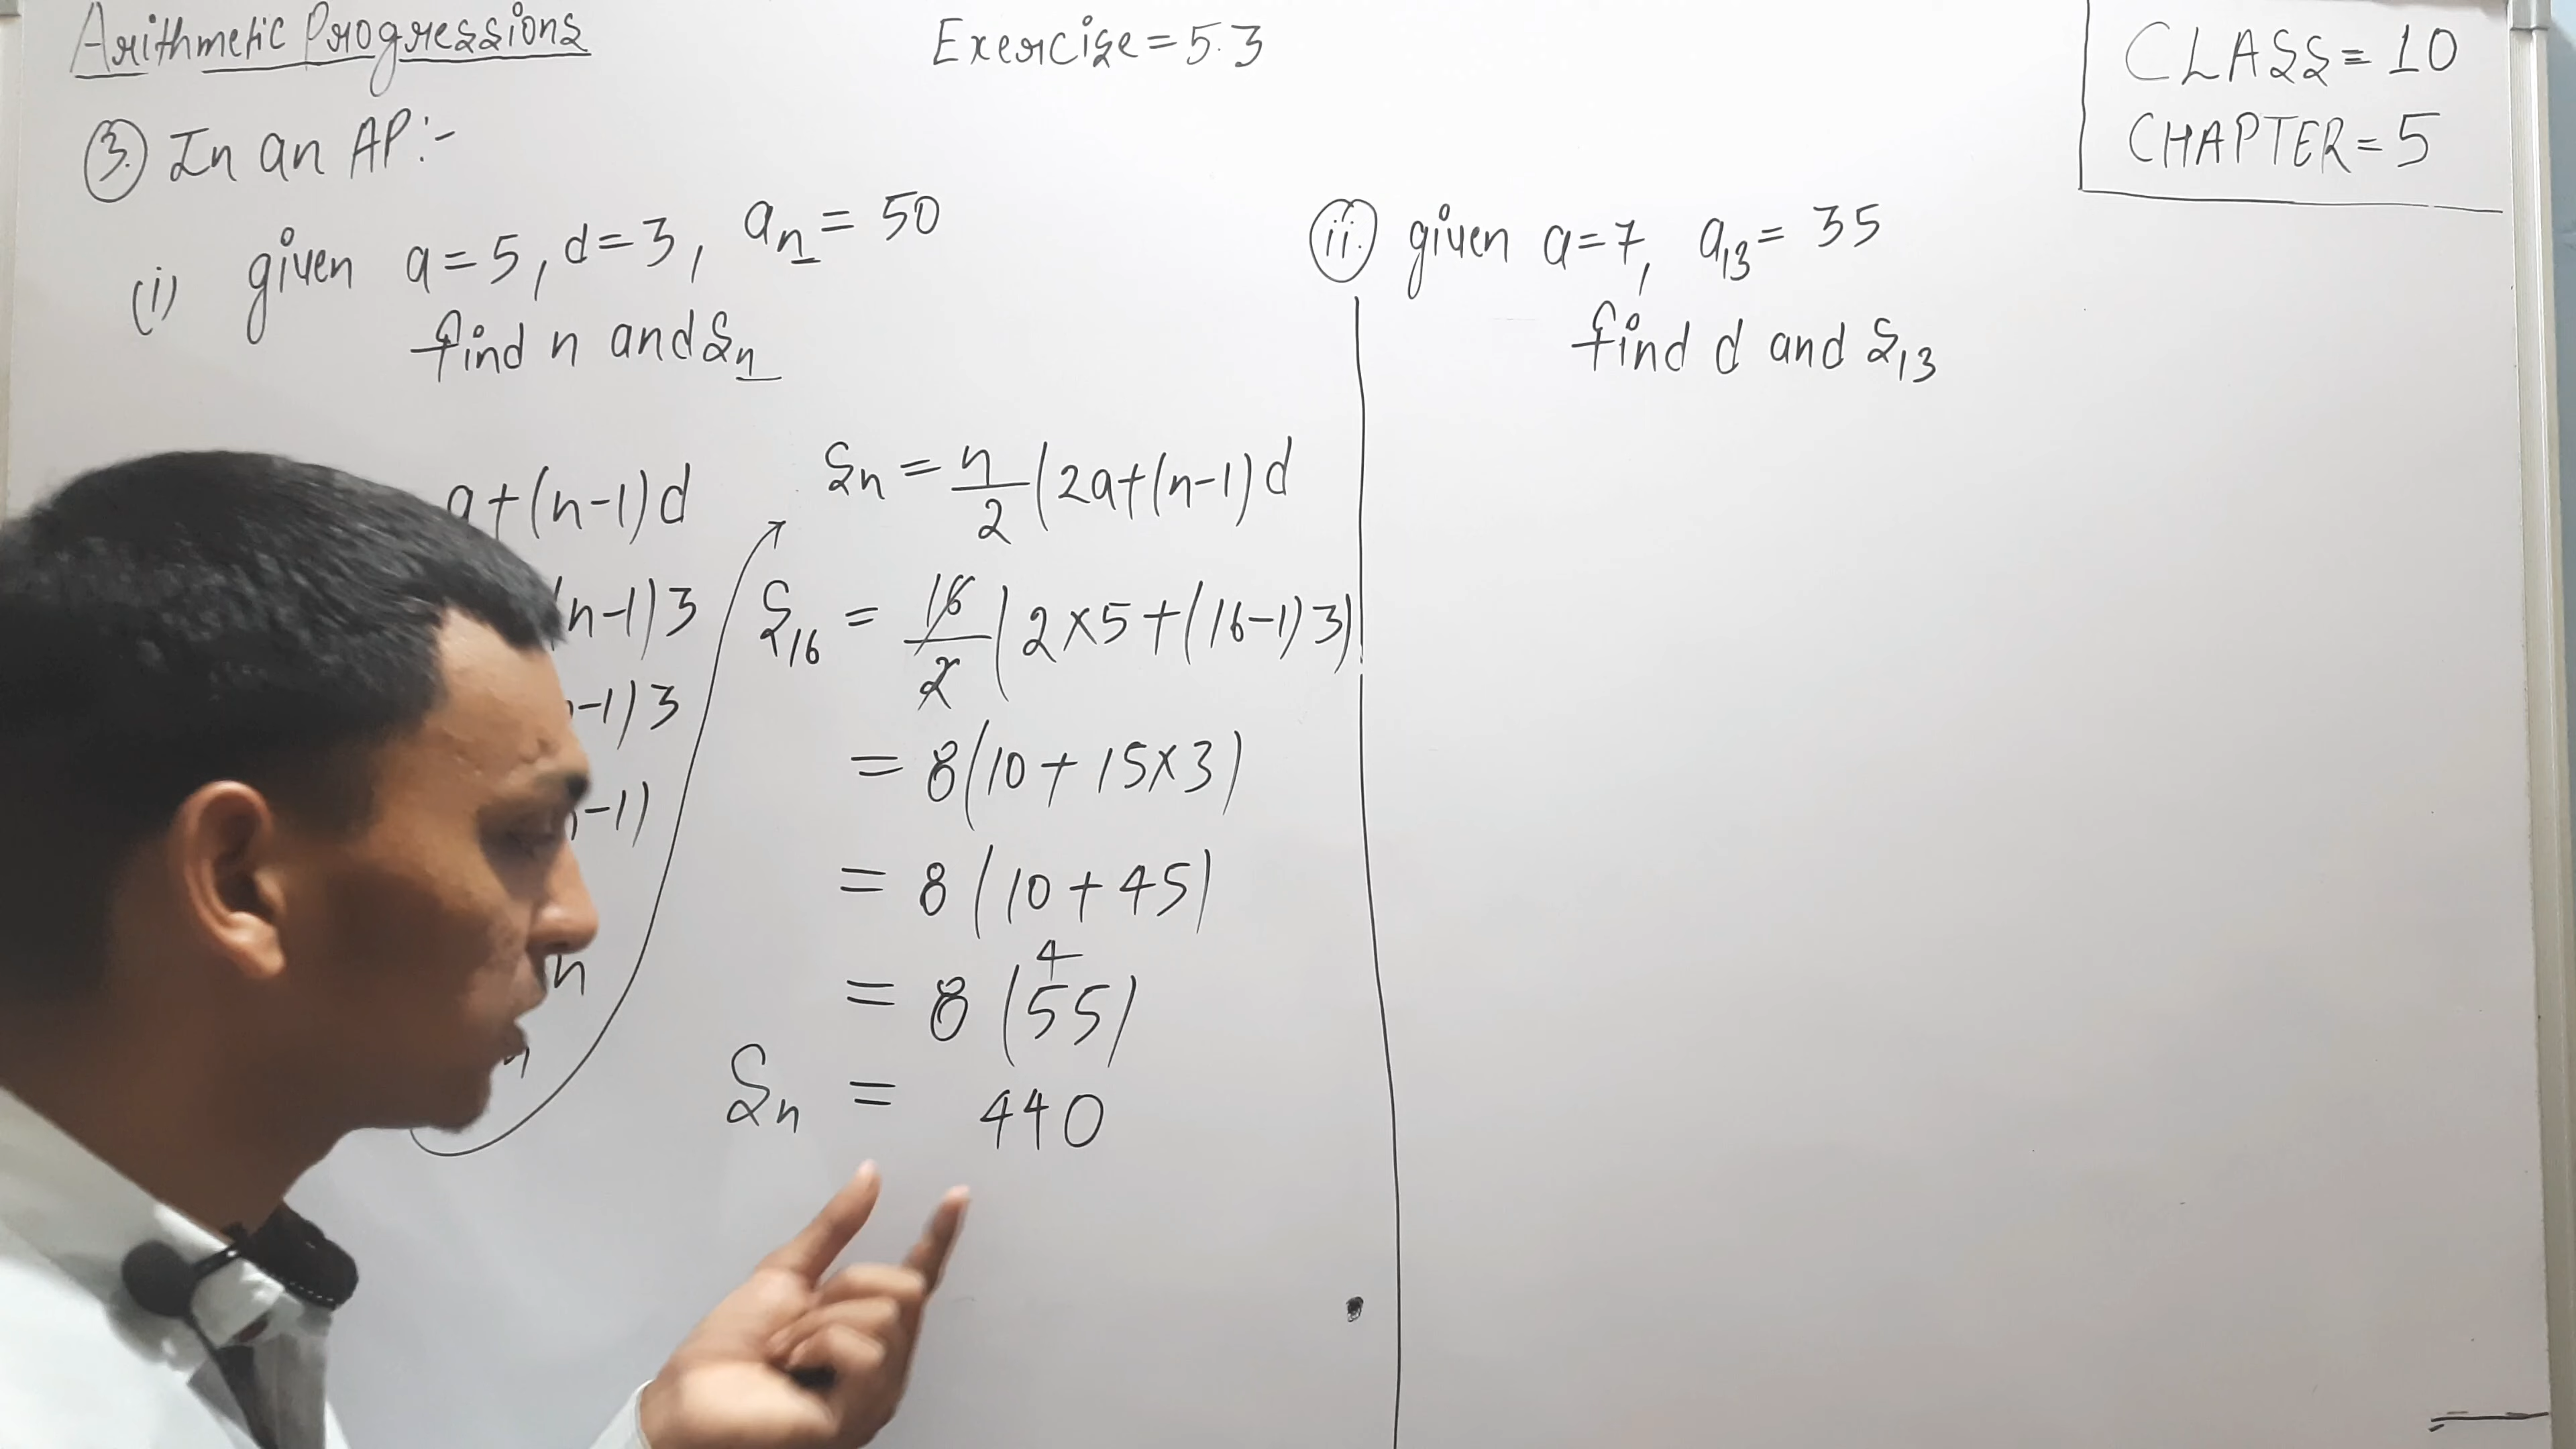 Arithmetic Progressions
Exercise = 5.3
CLASS = 10
CHAPTER = 5
3. In an AP:-
(i) given a=5, d=3, an = 50
find n and Sn
a+(n-1)d
(n-1)3
-1)3
-1)
n
Sn = n/2 (2a+(n-1)d
S16 = 16/2 (2×5+(16-1)3)
= 8(10+15×3)
= 8(10+45)
4
= 8(55)
Sn = 440
ii. given a=7, a13 = 35
find d and S13